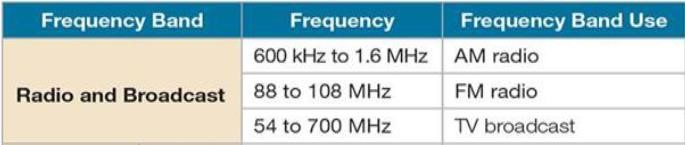 Frequency Band Frequency Frequency Band Use
600 kHz to 1.6 MHz AM radio
Radio and Broadcast 88 to 108 MHz FM radio
54 to 700 MHz TV broadcast